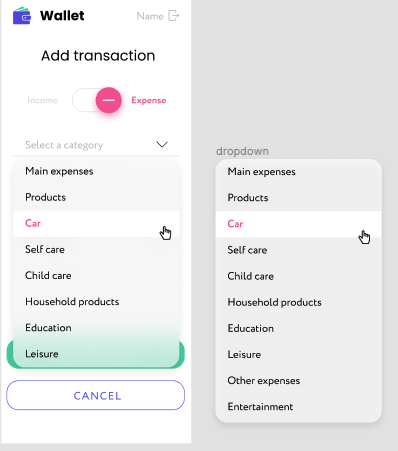 Wallet
Name
Add transaction
Income
Expense
Select a category
Main expenses
Products
Car
Self care
Child care
Household products
Education
Leisure
CANCEL
dropdown
Main expenses
Products
Car
Self care
Child care
Household products
Education
Leisure
Other expenses
Entertainment